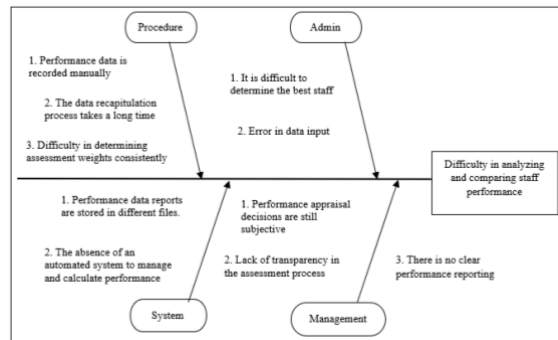 Procedure
Admin
1. Performance data is
recorded manually
2. The data recapitulation
process takes a long time
3. Difficulty in determining
assessment weights consistently
1. It is difficult to
determine the best staff
2. Error in data input
Difficulty in analyzing
and comparing staff
performance
1. Performance data reports
are stored in different files.
2. The absence of an
automated system to manage
and calculate performance
1. Performance appraisal
decisions are still
subjective
2. Lack of transparency in
the assessment process
3. There is no clear
performance reporting
System
Management